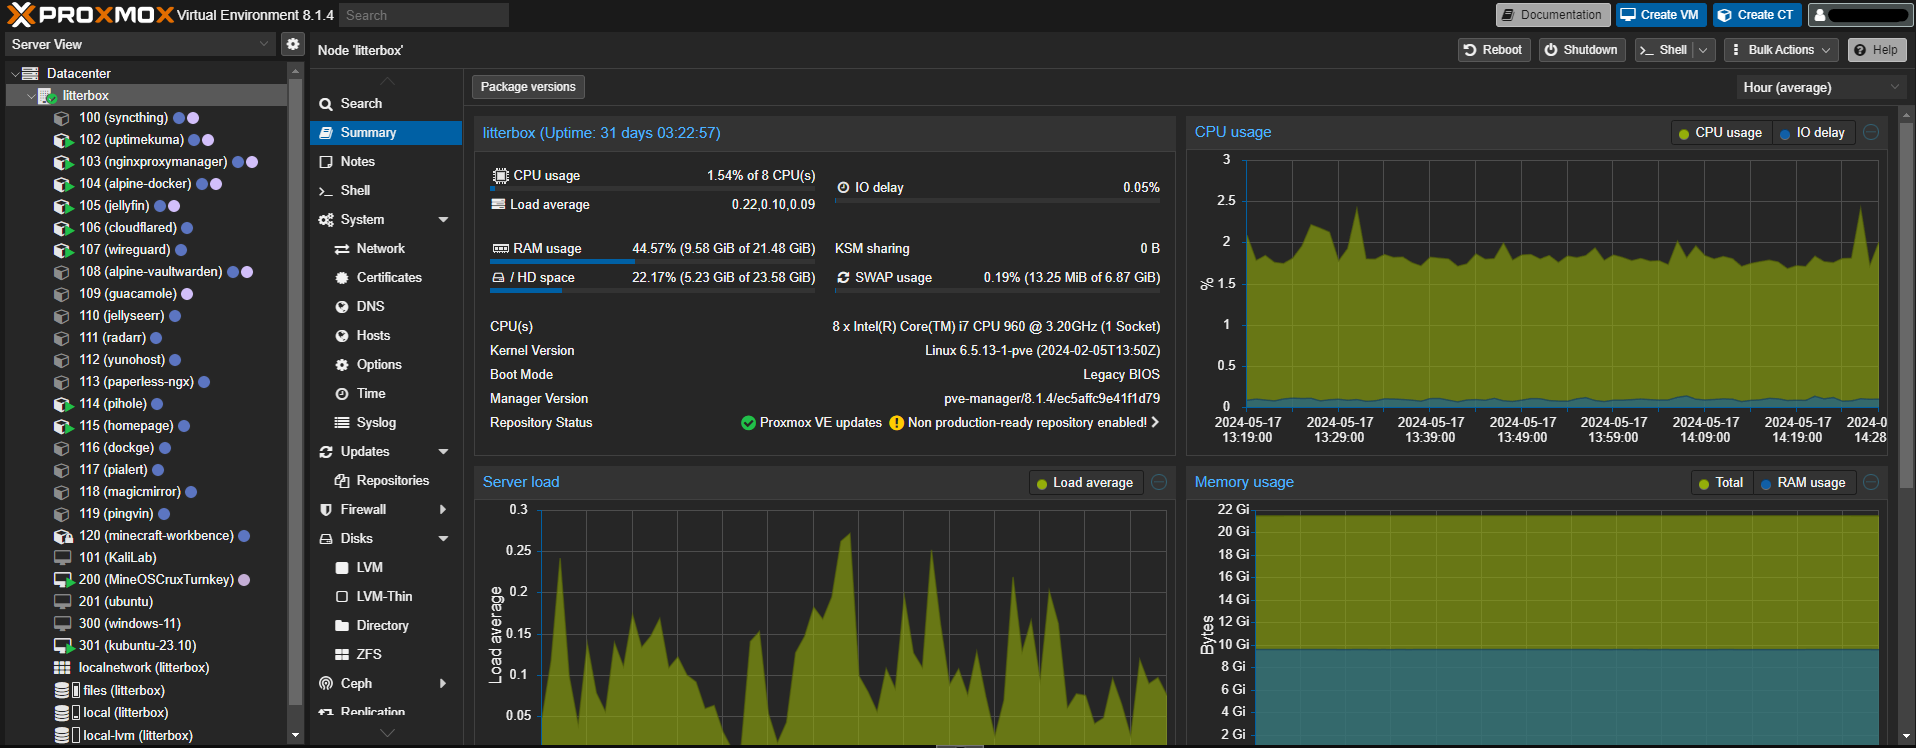 PROXMOX Virtual Environment 8.1.4 Search Documentation Create VM Create CT
Server View
Node 'litterbox' Reboot Shutdown Shell Bulk Actions Help
Datacenter
litterbox
100 (syncthing)
102 (uptimekuma)
103 (nginxproxymanager)
104 (alpine-docker)
105 (jellyfin)
106 (cloudflared)
107 (wireguard)
108 (alpine-vaultwarden)
109 (guacamole)
110 (jellyseerr)
111 (radarr)
112 (yunohost)
113 (paperless-ngx)
114 (pihole)
115 (homepage)
116 (dockge)
117 (pialert)
118 (magicmirror)
119 (pingvin)
120 (minecraft-workbence)
101 (KaliLab)
200 (MineOSCruxTurnkey)
201 (ubuntu)
300 (windows-11)
301 (kubuntu-23.10)
localnetwork (litterbox)
files (litterbox)
local (litterbox)
local-lvm (litterbox)
Search
Summary
Notes
Shell
System
Network
Certificates
DNS
Hosts
Options
Time
Syslog
Updates
Repositories
Firewall
Disks
LVM
LVM-Thin
Directory
ZFS
Ceph
Replication
Package versions Hour (average)
litterbox (Uptime: 31 days 03:22:57)
CPU usage 1.54% of 8 CPU(s)
IO delay 0.05%
Load average 0.22,0.10,0.09
RAM usage 44.57% (9.58 GiB of 21.48 GiB)
KSM sharing 0 B
/ HD space 22.17% (5.23 GiB of 23.58 GiB)
SWAP usage 0.19% (13.25 MiB of 6.87 GiB)
CPU(s) 8 x Intel(R) Core(TM) i7 CPU 960 @ 3.20GHz (1 Socket)
Kernel Version Linux 6.5.13-1-pve (2024-02-05T13:50Z)
Boot Mode Legacy BIOS
Manager Version pve-manager/8.1.4/ec5affc9e41f1d79
Repository Status Proxmox VE updates Non production-ready repository enabled!
CPU usage CPU usage IO delay
3
2.5
2
1.5
1
0.5
0
%
2024-05-17 2024-05-17 2024-05-17 2024-05-17 2024-05-17 2024-05-17 2024-05-17 2024-0
13:19:00 13:29:00 13:39:00 13:49:00 13:59:00 14:09:00 14:19:00 14:28
Server load Load average
0.3
0.25
0.2
0.15
0.1
0.05
Load average
Memory usage Total RAM usage
22 Gi
20 Gi
18 Gi
16 Gi
14 Gi
12 Gi
10 Gi
8 Gi
6 Gi
4 Gi
2 Gi
Bytes